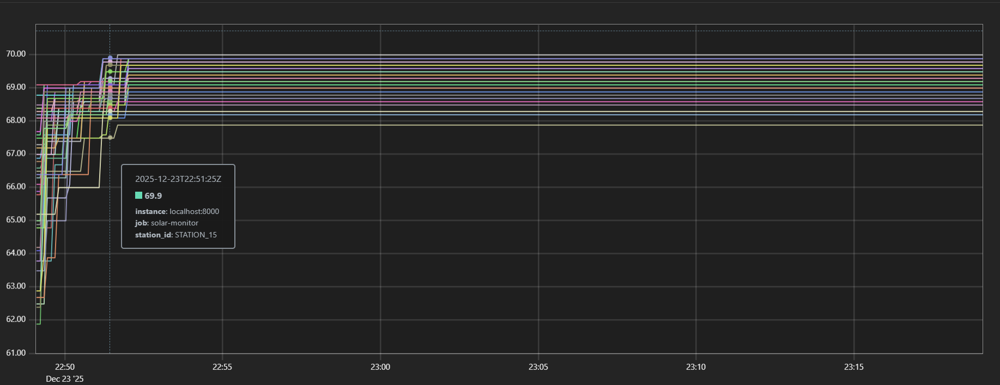 70.00
69.00
68.00
67.00
66.00
65.00
64.00
63.00
62.00
61.00
2025-12-23T22:51:25Z
69.9
instance: localhost:8000
job: solar-monitor
station_id: STATION_15
22:50 22:55 23:00 23:05 23:10 23:15
Dec 23 '25